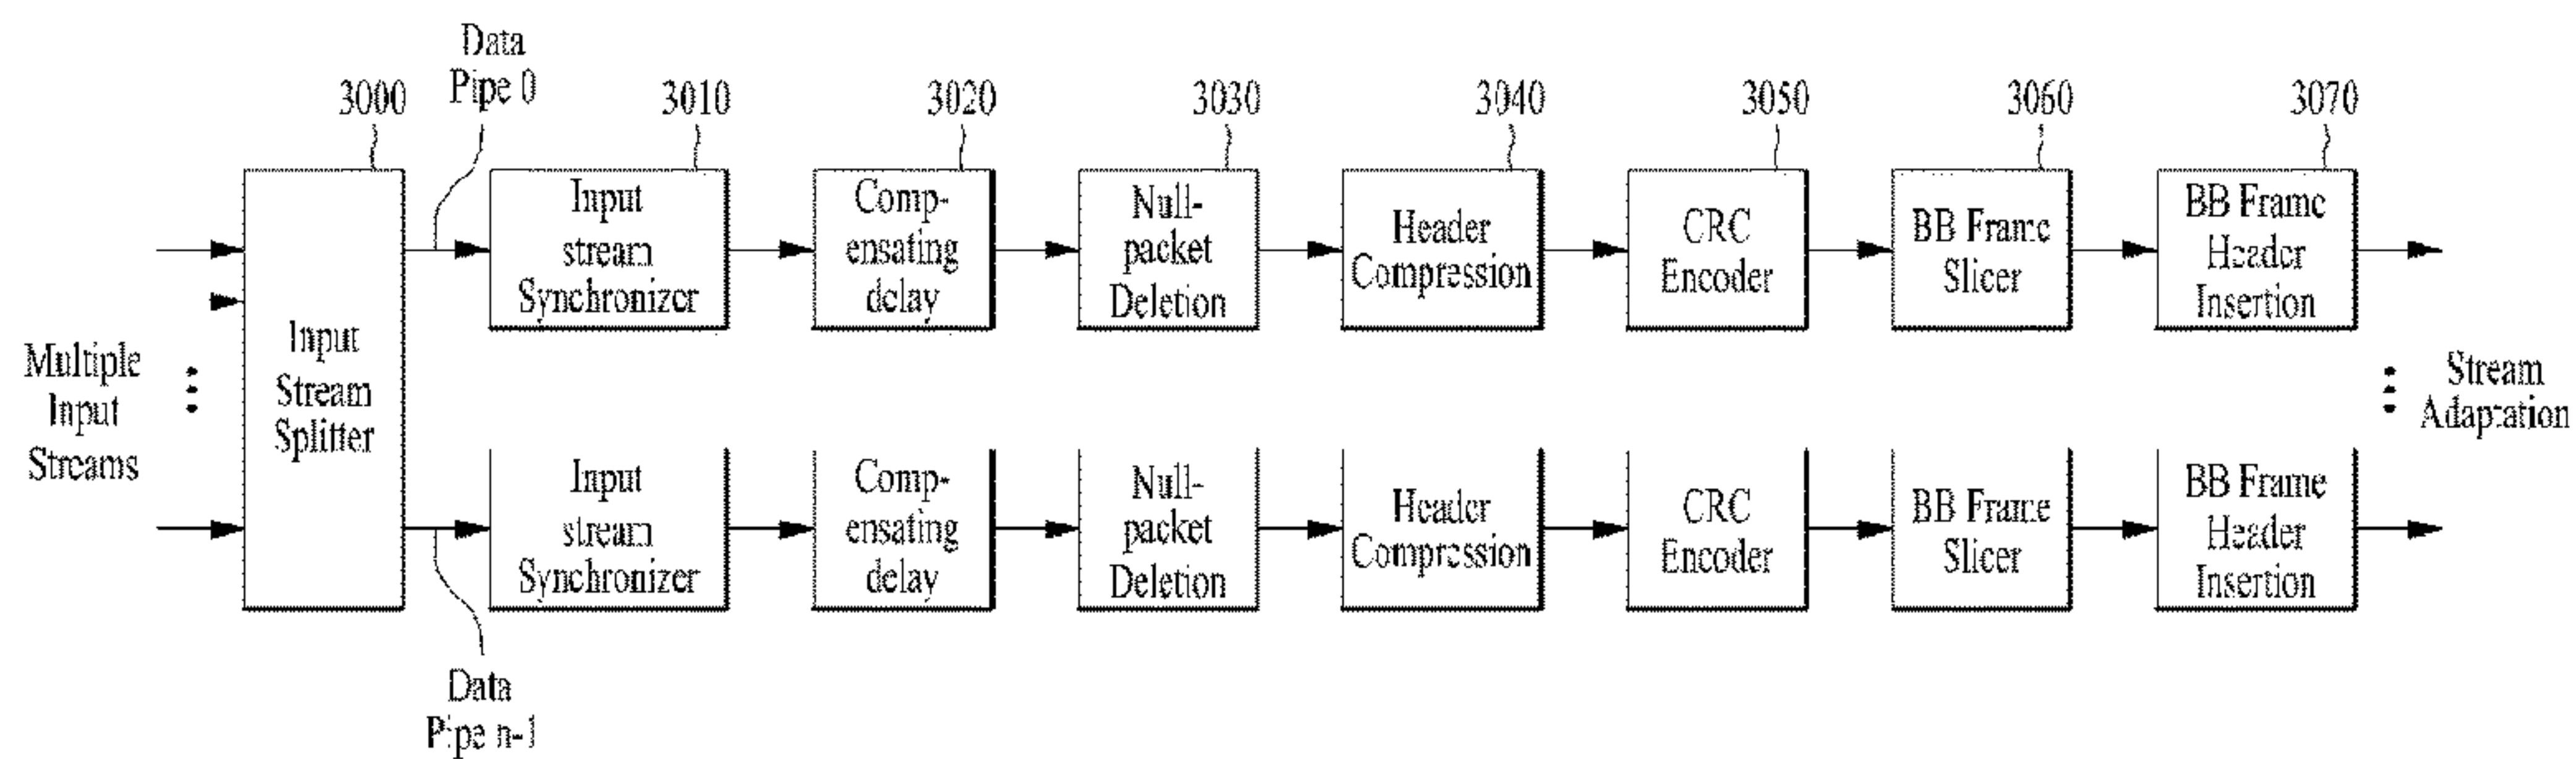 Data
Pipe 0
3000
3010
3020
3030
3040
3050
3060
3070
Multiple
Input
Streams
Input
Stream
Splitter
Input
stream
Synchronizer
Comp-
ensating
delay
Null-
packet
Deletion
Header
Compression
CRC
Encoder
BB Frame
Slicer
BB Frame
Header
Insertion
Stream
Adaptation
Input
stream
Synchronizer
Comp-
ensating
delay
Null-
packet
Deletion
Header
Compression
CRC
Encoder
BB Frame
Slicer
BB Frame
Header
Insertion
Data
Pipe n-1